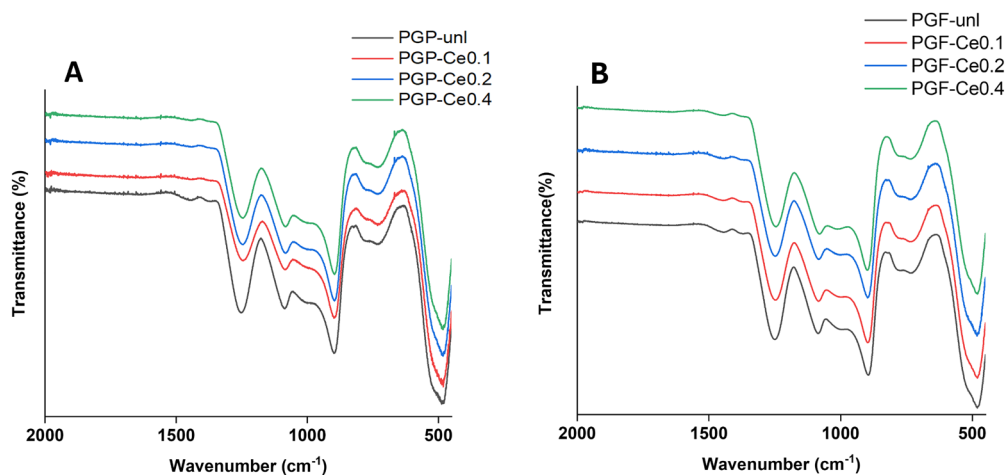 A
PGP-unl
PGP-Ce0.1
PGP-Ce0.2
PGP-Ce0.4
Transmittance (%)
2000 1500 1000 500
Wavenumber (cm-1)
B
PGF-unl
PGF-Ce0.1
PGF-Ce0.2
PGF-Ce0.4
Transmittance(%)
2000 1500 1000 500
Wavenumber (cm-1)